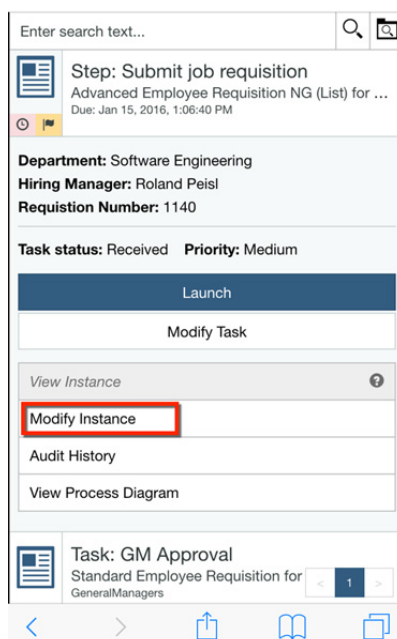 Enter search text...
Step: Submit job requisition
Advanced Employee Requisition NG (List) for ...
Due: Jan 15, 2016, 1:06:40 PM
Department: Software Engineering
Hiring Manager: Roland Peisl
Requistion Number: 1140
Task status: Received Priority: Medium
Launch
Modify Task
View Instance ?
Modify Instance
Audit History
View Process Diagram
Task: GM Approval
Standard Employee Requisition for
GeneralManagers
< 1 >